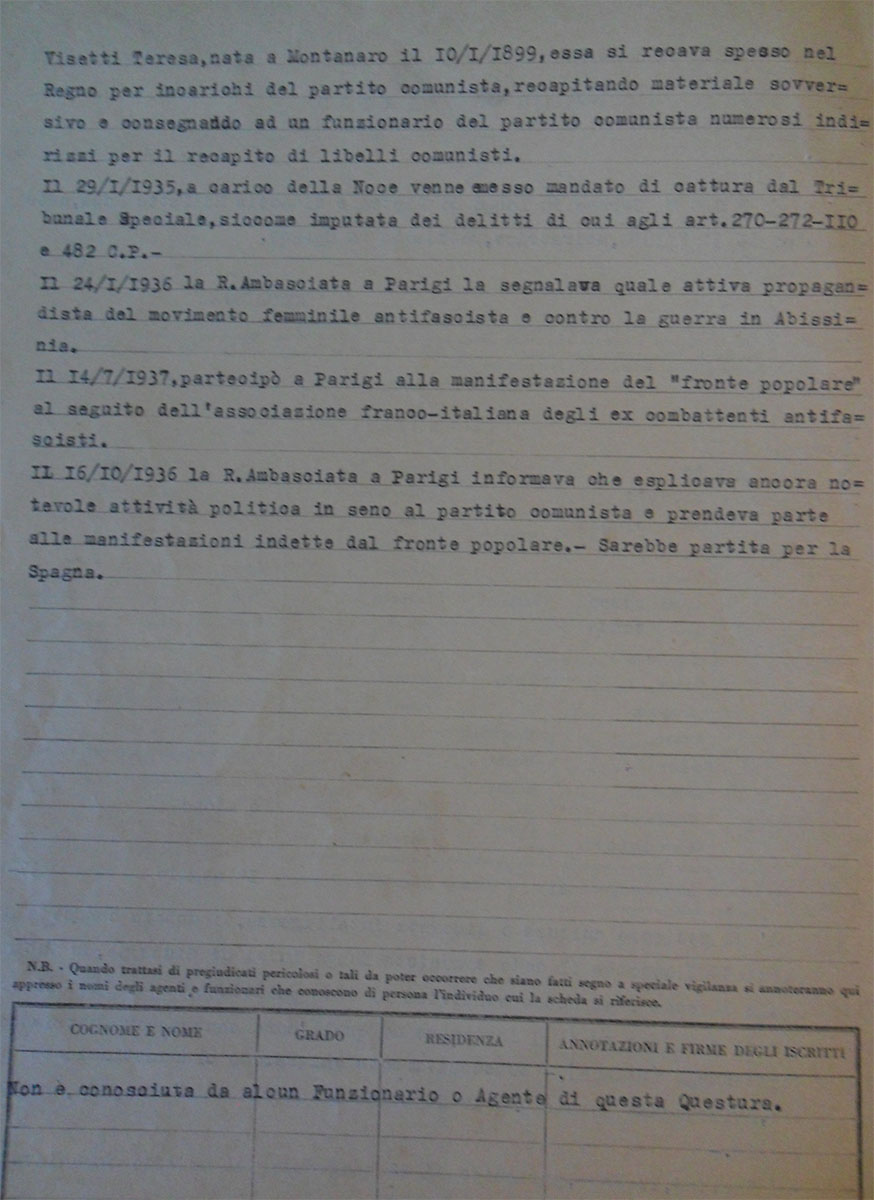 Visetti Teresa,nata a Montanaro il IO/I/I899,essa si recava spesso nel
Regno per incarichi del partito comunista,recapitando materiale sovver=
sivo e consegnando ad un funzionario del partito comunista numerosi indi=
rizzi per il recapito di libelli comunisti.
Il 29/I/I935,a carico della Noce venne emesso mandato di cattura dal Tri=
bunale Speciale,siccome imputata dei delitti di cui agli art.270-272-IIO
e 482 C.P.-
Il 24/I/I936 la R.Ambasciata a Parigi la segnalava quale attiva propagan=
dista del movimento femminile antifascista e contro la guerra in Abissi=
nia.
Il I4/7/I937,partecipò a Parigi alla manifestazione del "fronte popolare"
al seguito dell'associazione franco-italiana degli ex combattenti antifa=
scisti.
IL I6/IO/I936 la R.Ambasciata a Parigi informava che esplicava ancora no=
tevole attività politica in seno al partito comunista e prendeva parte
alle manifestazioni indette dal fronte popolare.- Sarebbe partita per la
Spagna.
N.B. - Quando trattasi di pregiudicati pericolosi o tali da poter occorrere che siano fatti segno a speciale vigilanza si annoteranno qui
appresso i nomi degli agenti e funzionari che conoscono di persona l'individuo cui la scheda si riferisce.
COGNOME E NOME GRADO RESIDENZA ANNOTAZIONI E FIRME DEGLI ISCRITTI
Non è conosciuta da alcun Funzionario o Agente di questa Questura.